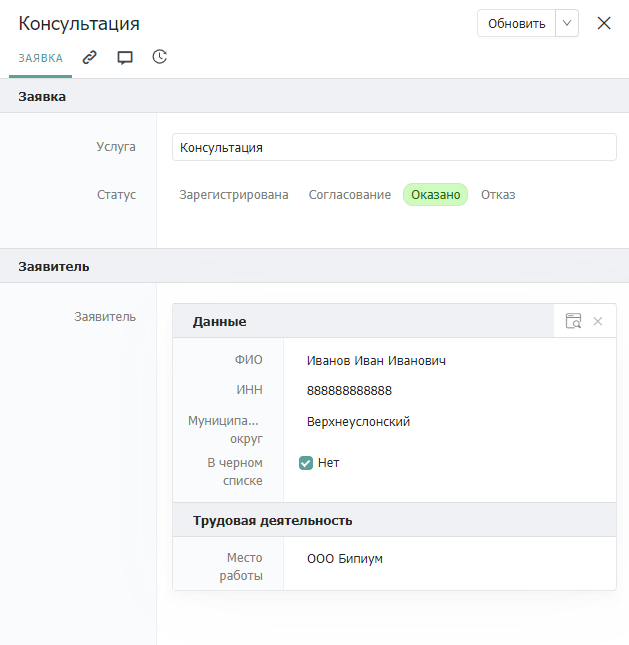 Консультация
Обновить
ЗАЯВКА
Заявка
Услуга
Консультация
Статус
Зарегистрирована Согласование Оказано Отказ
Заявитель
Заявитель
Данные
ФИО
Иванов Иван Иванович
ИНН
888888888888
Муниципа...
округ
Верхнеуслонский
В черном
списке
Нет
Трудовая деятельность
Место
работы
ООО Бипиум